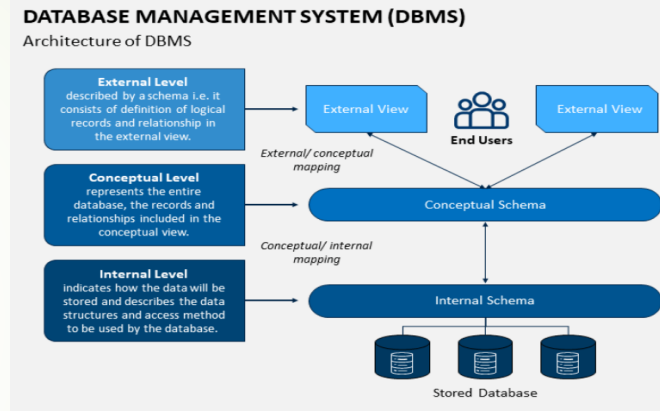 DATABASE MANAGEMENT SYSTEM (DBMS)
Architecture of DBMS
External Level
described by a schema i.e. it
consists of definition of logical
records and relationship in
the external view.
External View
End Users
External View
External/ conceptual
mapping
Conceptual Level
represents the entire
database, the records and
relationships included in the
conceptual view.
Conceptual Schema
Conceptual/ internal
mapping
Internal Level
indicates how the data will be
stored and describes the data
structures and access method
to be used by the database.
Internal Schema
Stored Database